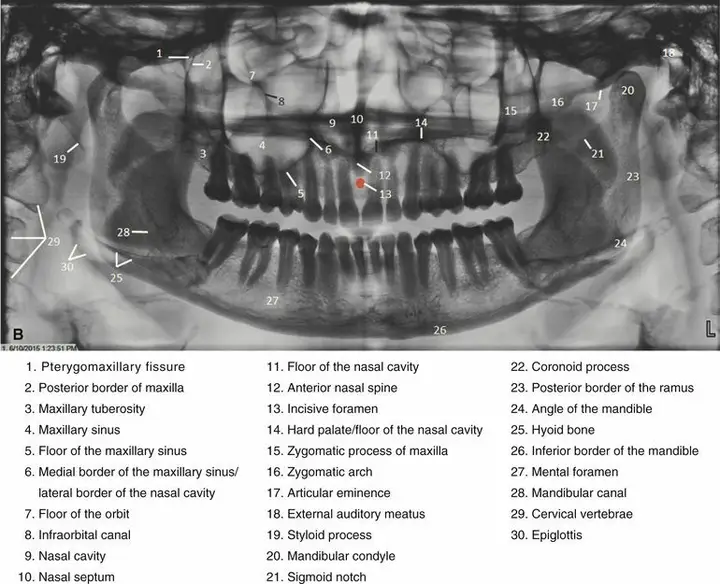 1
2
7
8
9
10
11
14
15
16
17
18
20
4
6
3
19
12
13
5
22
21
23
28
29
30
25
27
24
26
B
L
1. 6/10/2015 1:23:51 PM
1. Pterygomaxillary fissure
2. Posterior border of maxilla
3. Maxillary tuberosity
4. Maxillary sinus
5. Floor of the maxillary sinus
6. Medial border of the maxillary sinus/
lateral border of the nasal cavity
7. Floor of the orbit
8. Infraorbital canal
9. Nasal cavity
10. Nasal septum
11. Floor of the nasal cavity
12. Anterior nasal spine
13. Incisive foramen
14. Hard palate/floor of the nasal cavity
15. Zygomatic process of maxilla
16. Zygomatic arch
17. Articular eminence
18. External auditory meatus
19. Styloid process
20. Mandibular condyle
21. Sigmoid notch
22. Coronoid process
23. Posterior border of the ramus
24. Angle of the mandible
25. Hyoid bone
26. Inferior border of the mandible
27. Mental foramen
28. Mandibular canal
29. Cervical vertebrae
30. Epiglottis